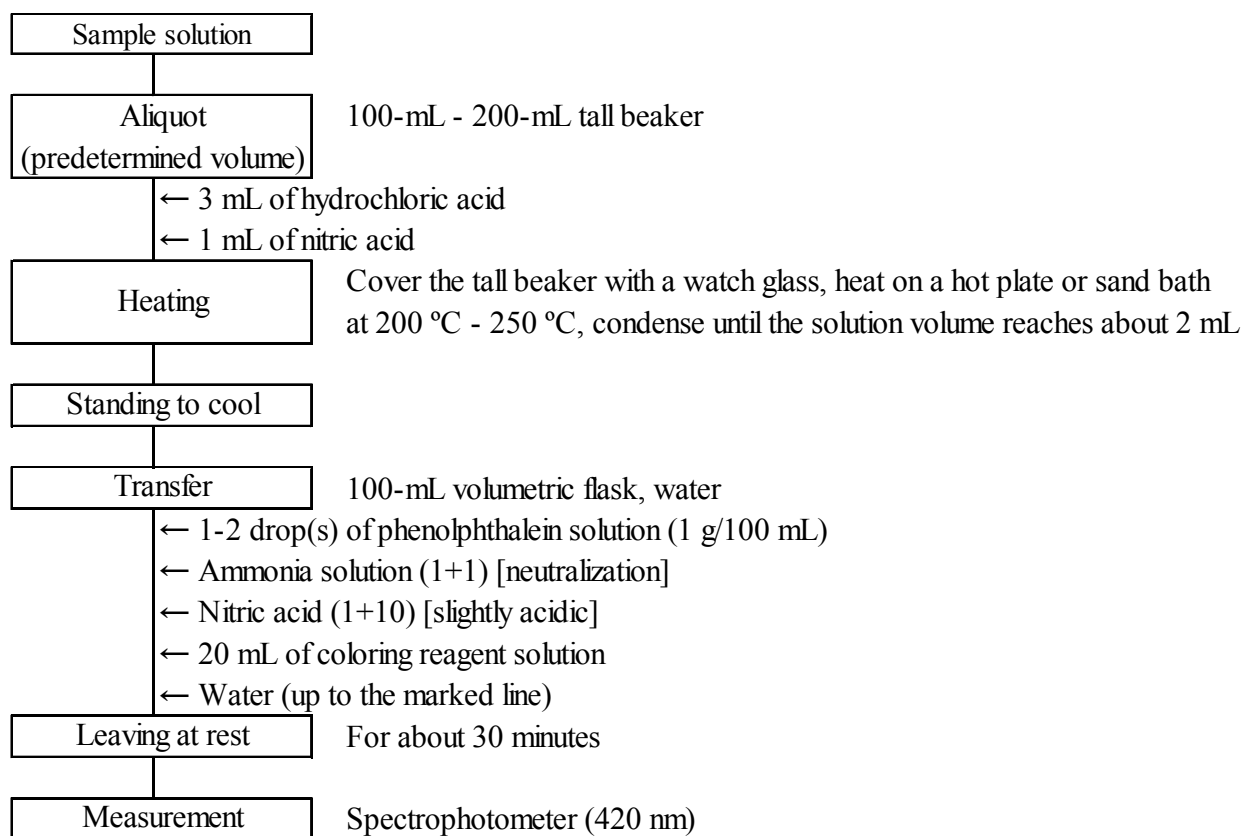 Sample solution
Aliquot
(predetermined volume)
100-mL - 200-mL tall beaker
← 3 mL of hydrochloric acid
← 1 mL of nitric acid
Heating
Cover the tall beaker with a watch glass, heat on a hot plate or sand bath
at 200 ºC - 250 ºC, condense until the solution volume reaches about 2 mL
Standing to cool
Transfer
100-mL volumetric flask, water
← 1-2 drop(s) of phenolphthalein solution (1 g/100 mL)
← Ammonia solution (1+1) [neutralization]
← Nitric acid (1+10) [slightly acidic]
← 20 mL of coloring reagent solution
← Water (up to the marked line)
Leaving at rest
For about 30 minutes
Measurement
Spectrophotometer (420 nm)